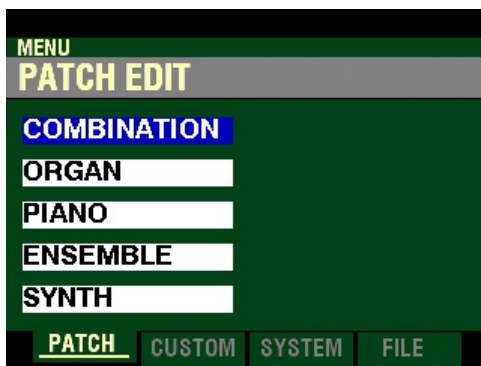 MENU
PATCH EDIT
COMBINATION
ORGAN
PIANO
ENSEMBLE
SYNTH
PATCH CUSTOM SYSTEM FILE